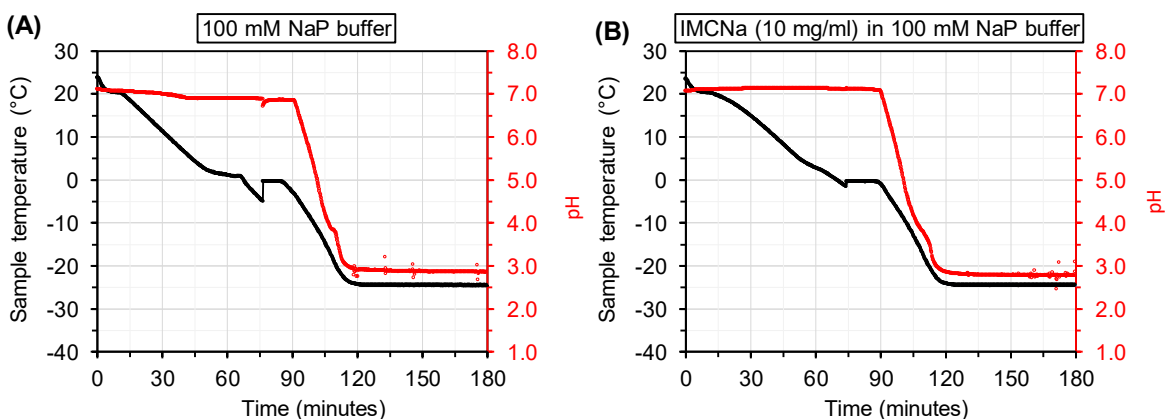 (A)
100 mM NaP buffer
30
20
10
0
-10
-20
-30
-40
Sample temperature (°C)
8.0
7.0
6.0
5.0
4.0
3.0
2.0
1.0
pH
0 30 60 90 120 150 180
Time (minutes)
(B)
IMCNa (10 mg/ml) in 100 mM NaP buffer
30
20
10
0
-10
-20
-30
-40
Sample temperature (°C)
8.0
7.0
6.0
5.0
4.0
3.0
2.0
1.0
pH
0 30 60 90 120 150 180
Time (minutes)